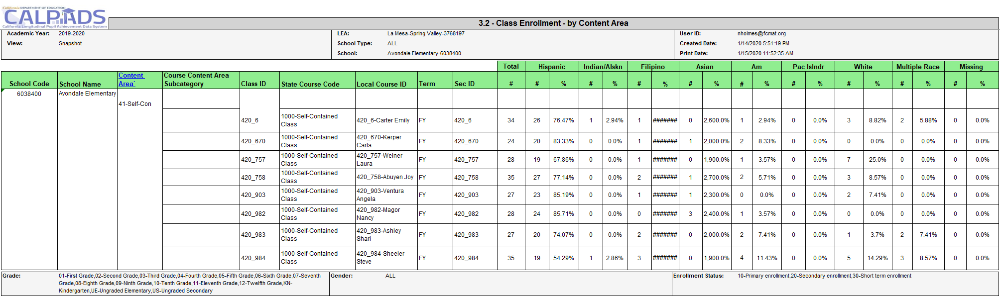 California DEPARTMENT OF EDUCATION
CALPADS
California Longitudinal Pupil Achievement Data System
3.2 - Class Enrollment - by Content Area
Academic Year: 2019-2020 LEA: La Mesa-Spring Valley-3768197 User ID: nholmes@fcmat.org
View: Snapshot School Type: ALL Created Date: 1/14/2020 5:51:19 PM
School: Avondale Elementary-6038400 Print Date: 1/15/2020 11:52:35 AM
Total Hispanic Indian/Alskn Filipino Asian Am Pac Islndr White Multiple Race Missing
School Code School Name Content Area* Course Content Area Subcategory Class ID State Course Code Local Course ID Term Sec ID # # % # % # % # % # % # % # % # % # %
6038400 Avondale Elementary
41-Self-Con
420_6 1000-Self-Contained Class 420_6-Carter Emily FY 420_6 34 26 76.47% 1 2.94% 1 ####### 0 2,600.0% 1 2.94% 0 0.0% 3 8.82% 2 5.88% 0 0.0%
420_670 1000-Self-Contained Class 420_670-Kerper Carla FY 420_670 24 20 83.33% 0 0.0% 1 ####### 1 2,000.0% 2 8.33% 0 0.0% 0 0.0% 0 0.0% 0 0.0%
420_757 1000-Self-Contained Class 420_757-Weiner Laura FY 420_757 28 19 67.86% 0 0.0% 1 ####### 0 1,900.0% 1 3.57% 0 0.0% 7 25.0% 0 0.0% 0 0.0%
420_758 1000-Self-Contained Class 420_758-Abuyen Joy FY 420_758 35 27 77.14% 0 0.0% 2 ####### 1 2,700.0% 2 5.71% 0 0.0% 3 8.57% 0 0.0% 0 0.0%
420_903 1000-Self-Contained Class 420_903-Ventura Angela FY 420_903 27 23 85.19% 0 0.0% 1 ####### 1 2,300.0% 0 0.0% 0 0.0% 2 7.41% 0 0.0% 0 0.0%
420_982 1000-Self-Contained Class 420_982-Magor Nancy FY 420_982 28 24 85.71% 0 0.0% 0 ####### 3 2,400.0% 1 3.57% 0 0.0% 0 0.0% 0 0.0% 0 0.0%
420_983 1000-Self-Contained Class 420_983-Ashley Shari FY 420_983 27 20 74.07% 0 0.0% 2 ####### 0 2,000.0% 2 7.41% 0 0.0% 1 3.7% 2 7.41% 0 0.0%
420_984 1000-Self-Contained Class 420_984-Sheeler Steve FY 420_984 35 19 54.29% 1 2.86% 3 ####### 0 1,900.0% 4 11.43% 0 0.0% 5 14.29% 3 8.57% 0 0.0%
Grade: 01-First Grade,02-Second Grade,03-Third Grade,04-Fourth Grade,05-Fifth Grade,06-Sixth Grade,07-Seventh Gender: ALL Enrollment Status: 10-Primary enrollment,20-Secondary enrollment,30-Short term enrollment
Grade,08-Eighth Grade,09-Ninth Grade,10-Tenth Grade,11-Eleventh Grade,12-Twelfth Grade,KN-
Kindergarten,UE-Ungraded Elementary,US-Ungraded Secondary